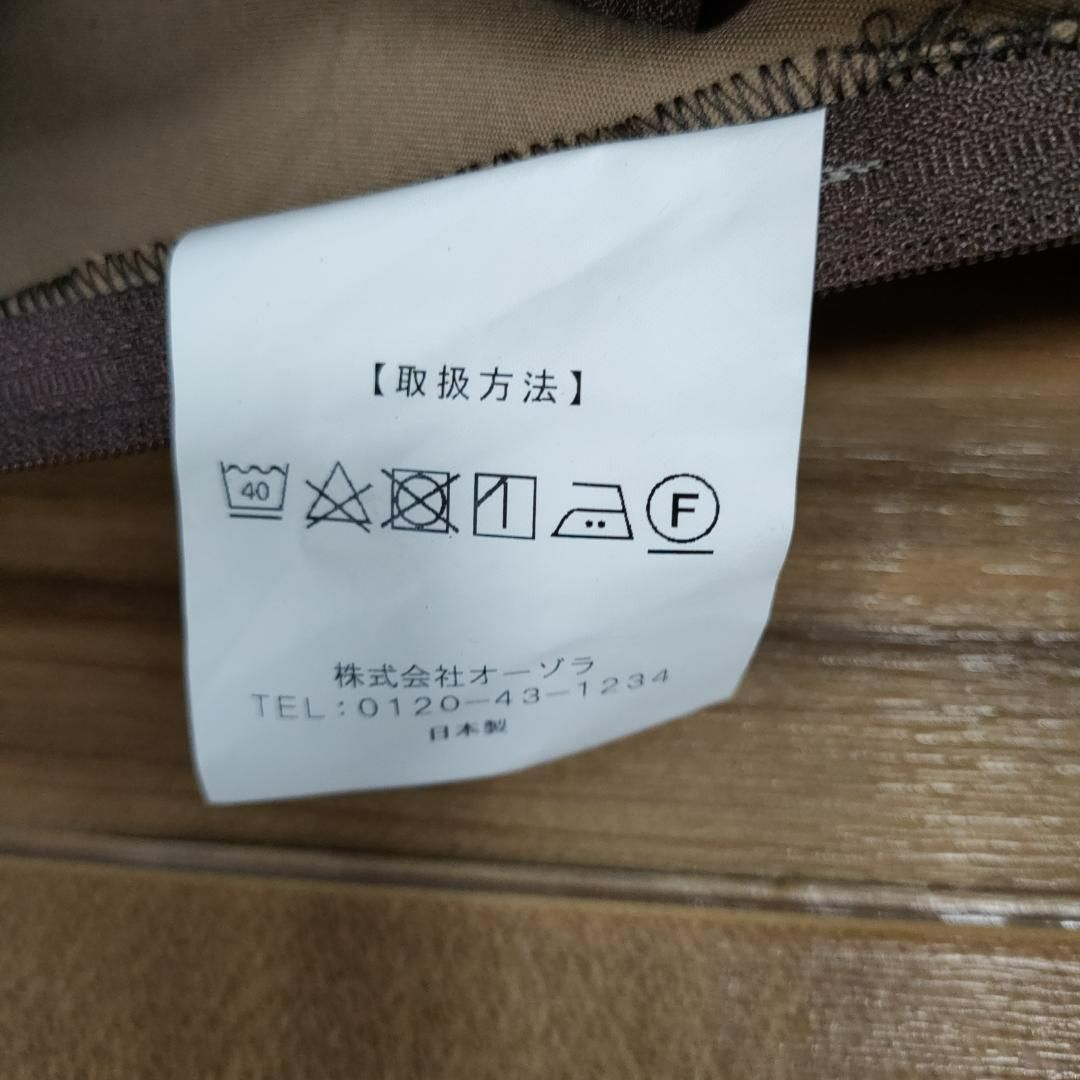 【取扱方法】
40 F
株式会社オーゾラ
TEL：0120-43-1234
日本製